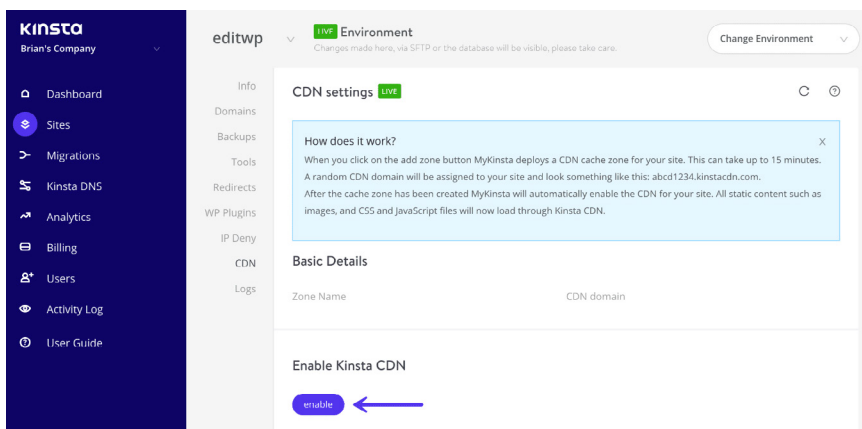 KINSTA
Brian's Company
Dashboard
Sites
Migrations
Kinsta DNS
Analytics
Billing
Users
Activity Log
User Guide
editwp
LIVE Environment
Changes made here, via SFTP or the database will be visible, please take care.
Change Environment
Info
Domains
Backups
Tools
Redirects
WP Plugins
IP Deny
CDN
Logs
CDN settings LIVE
How does it work?
X
When you click on the add zone button MyKinsta deploys a CDN cache zone for your site. This can take up to 15 minutes.
A random CDN domain will be assigned to your site and look something like this: abcd1234.kinstacdn.com.
After the cache zone has been created MyKinsta will automatically enable the CDN for your site. All static content such as
images, and CSS and JavaScript files will now load through Kinsta CDN.
Basic Details
Zone Name CDN domain
Enable Kinsta CDN
enable